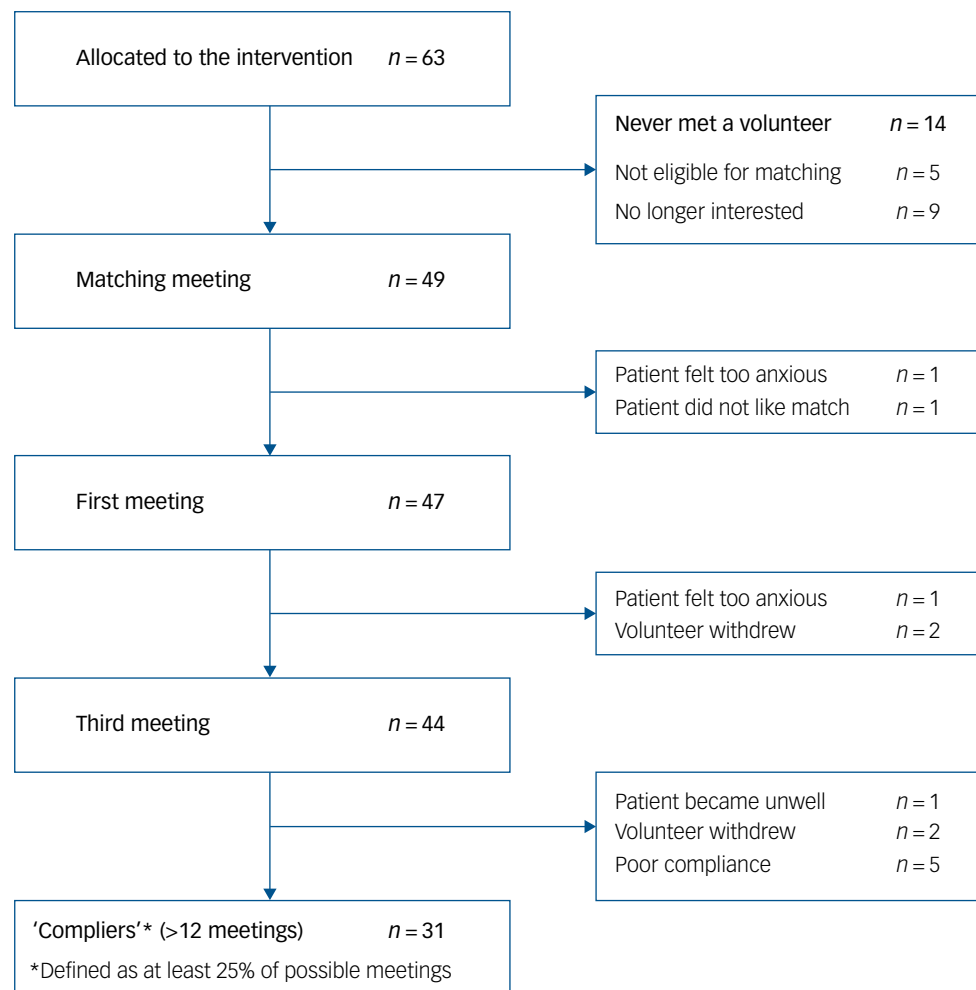 Allocated to the intervention n = 63
Never met a volunteer n = 14
Not eligible for matching n = 5
No longer interested n = 9
Matching meeting n = 49
Patient felt too anxious n = 1
Patient did not like match n = 1
First meeting n = 47
Patient felt too anxious n = 1
Volunteer withdrew n = 2
Third meeting n = 44
Patient became unwell n = 1
Volunteer withdrew n = 2
Poor compliance n = 5
'Compliers'* (>12 meetings) n = 31
*Defined as at least 25% of possible meetings